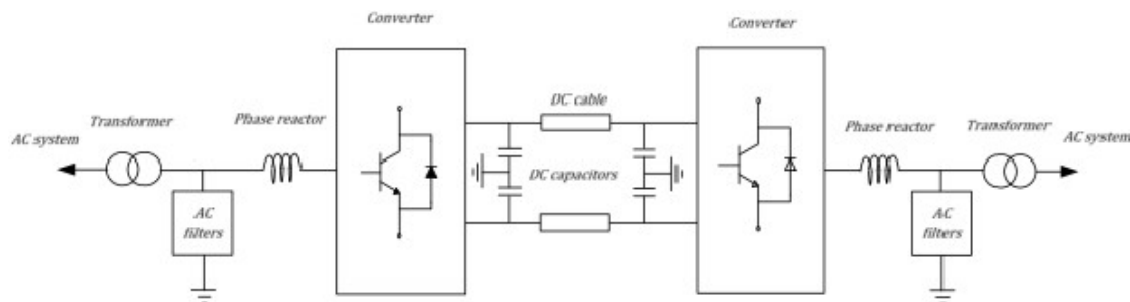 Converter
Converter
DC cable
Transformer
Phase reactor
Phase reactor
Transformer
AC system
AC system
DC capacitors
AC
filters
AC
filters